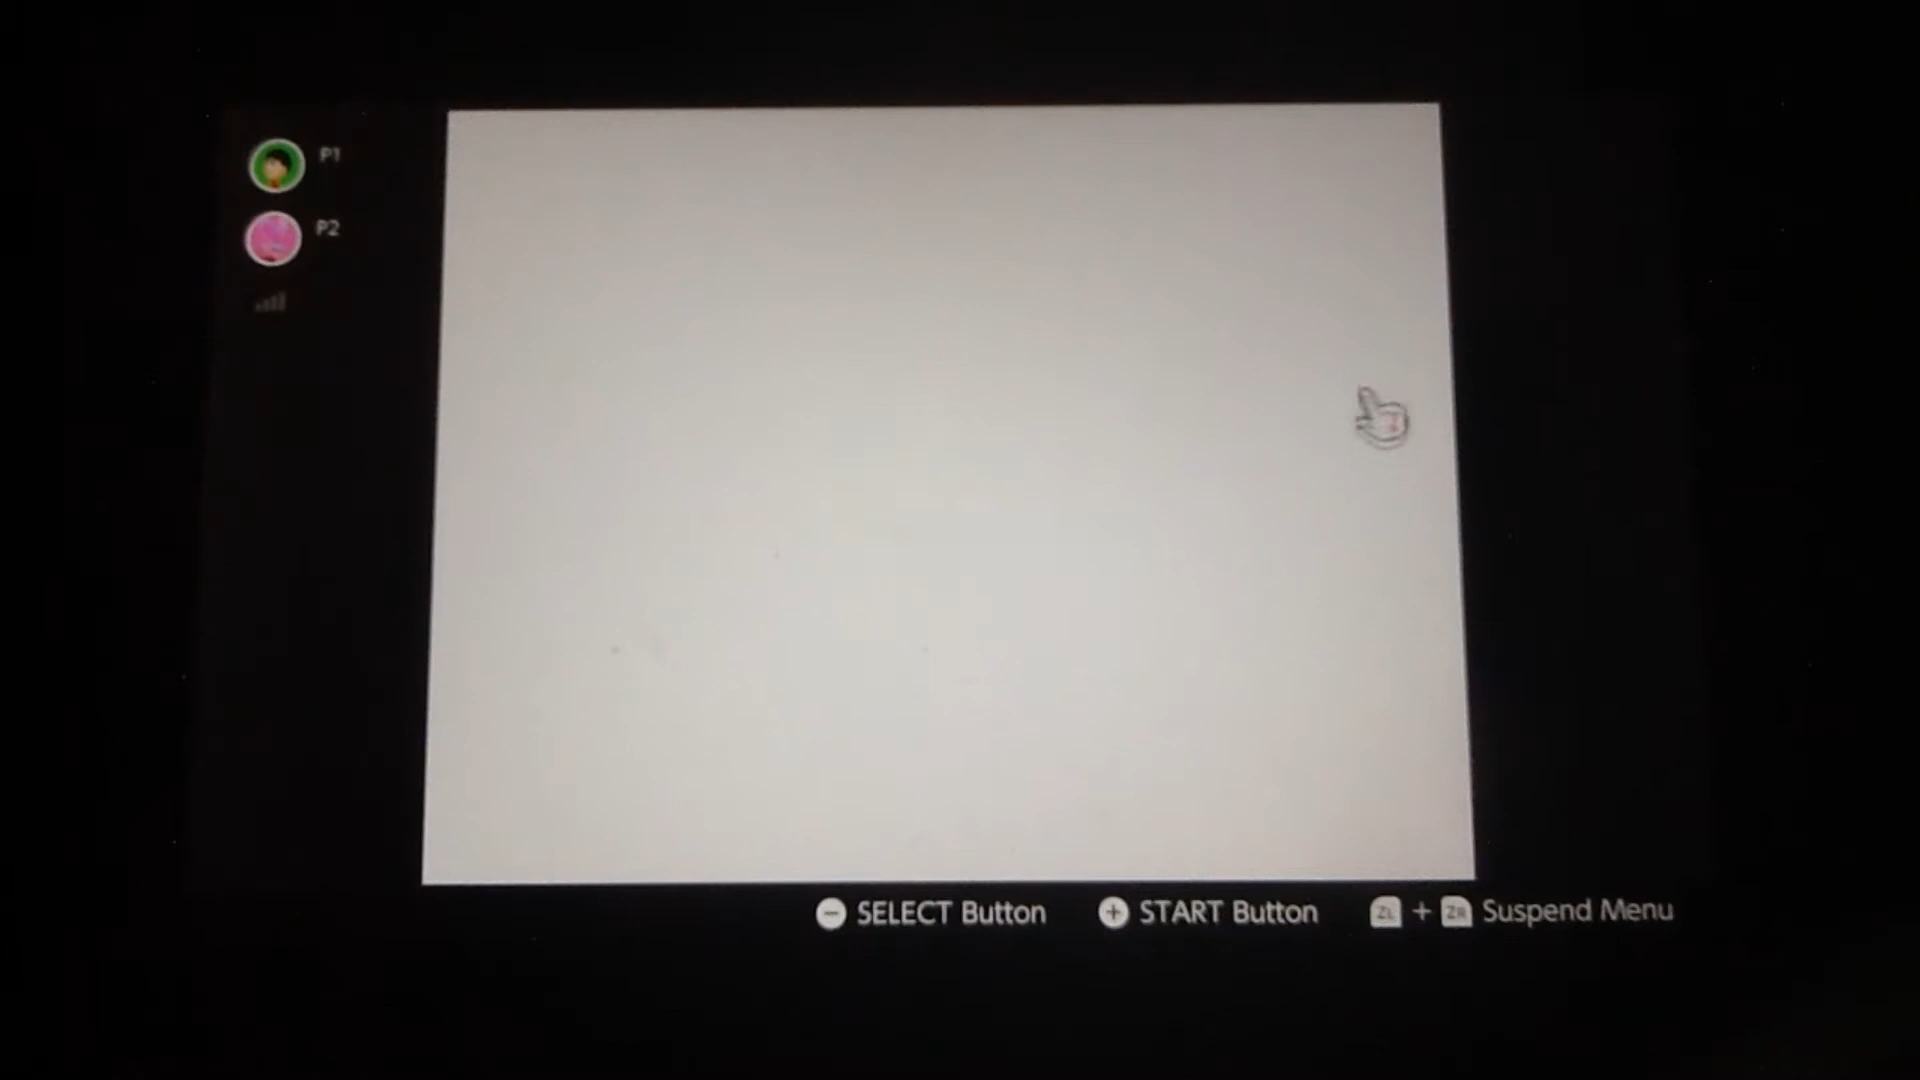 P1
P2
SELECT Button
START Button
ZL + ZR Suspend Menu